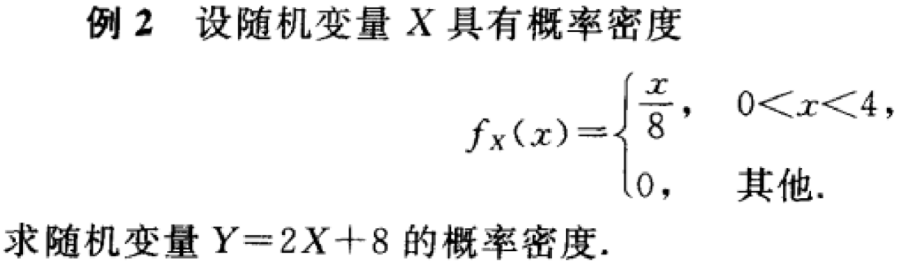 例 2 设随机变量 X 具有概率密度
f_X(x)={ x/8, 0<x<4,
0, 其他.
求随机变量 Y=2X+8 的概率密度.